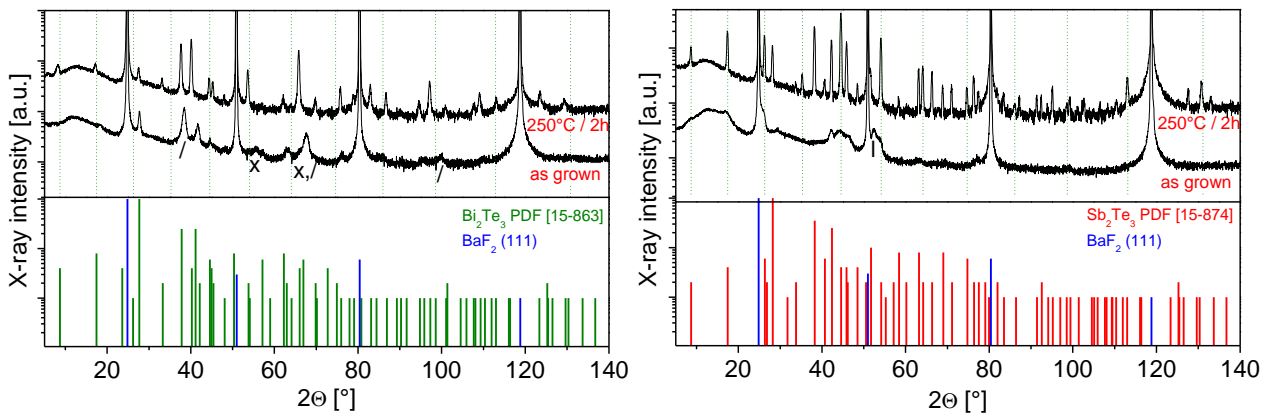 X-ray intensity [a.u.]
250°C / 2h
/
x
x,/
/
as grown
Bi₂Te₃ PDF [15-863]
BaF₂ (111)
20 40 60 80 100 120 140
2Θ [°]
X-ray intensity [a.u.]
250°C / 2h
|
as grown
Sb₂Te₃ PDF [15-874]
BaF₂ (111)
20 40 60 80 100 120 140
2Θ [°]